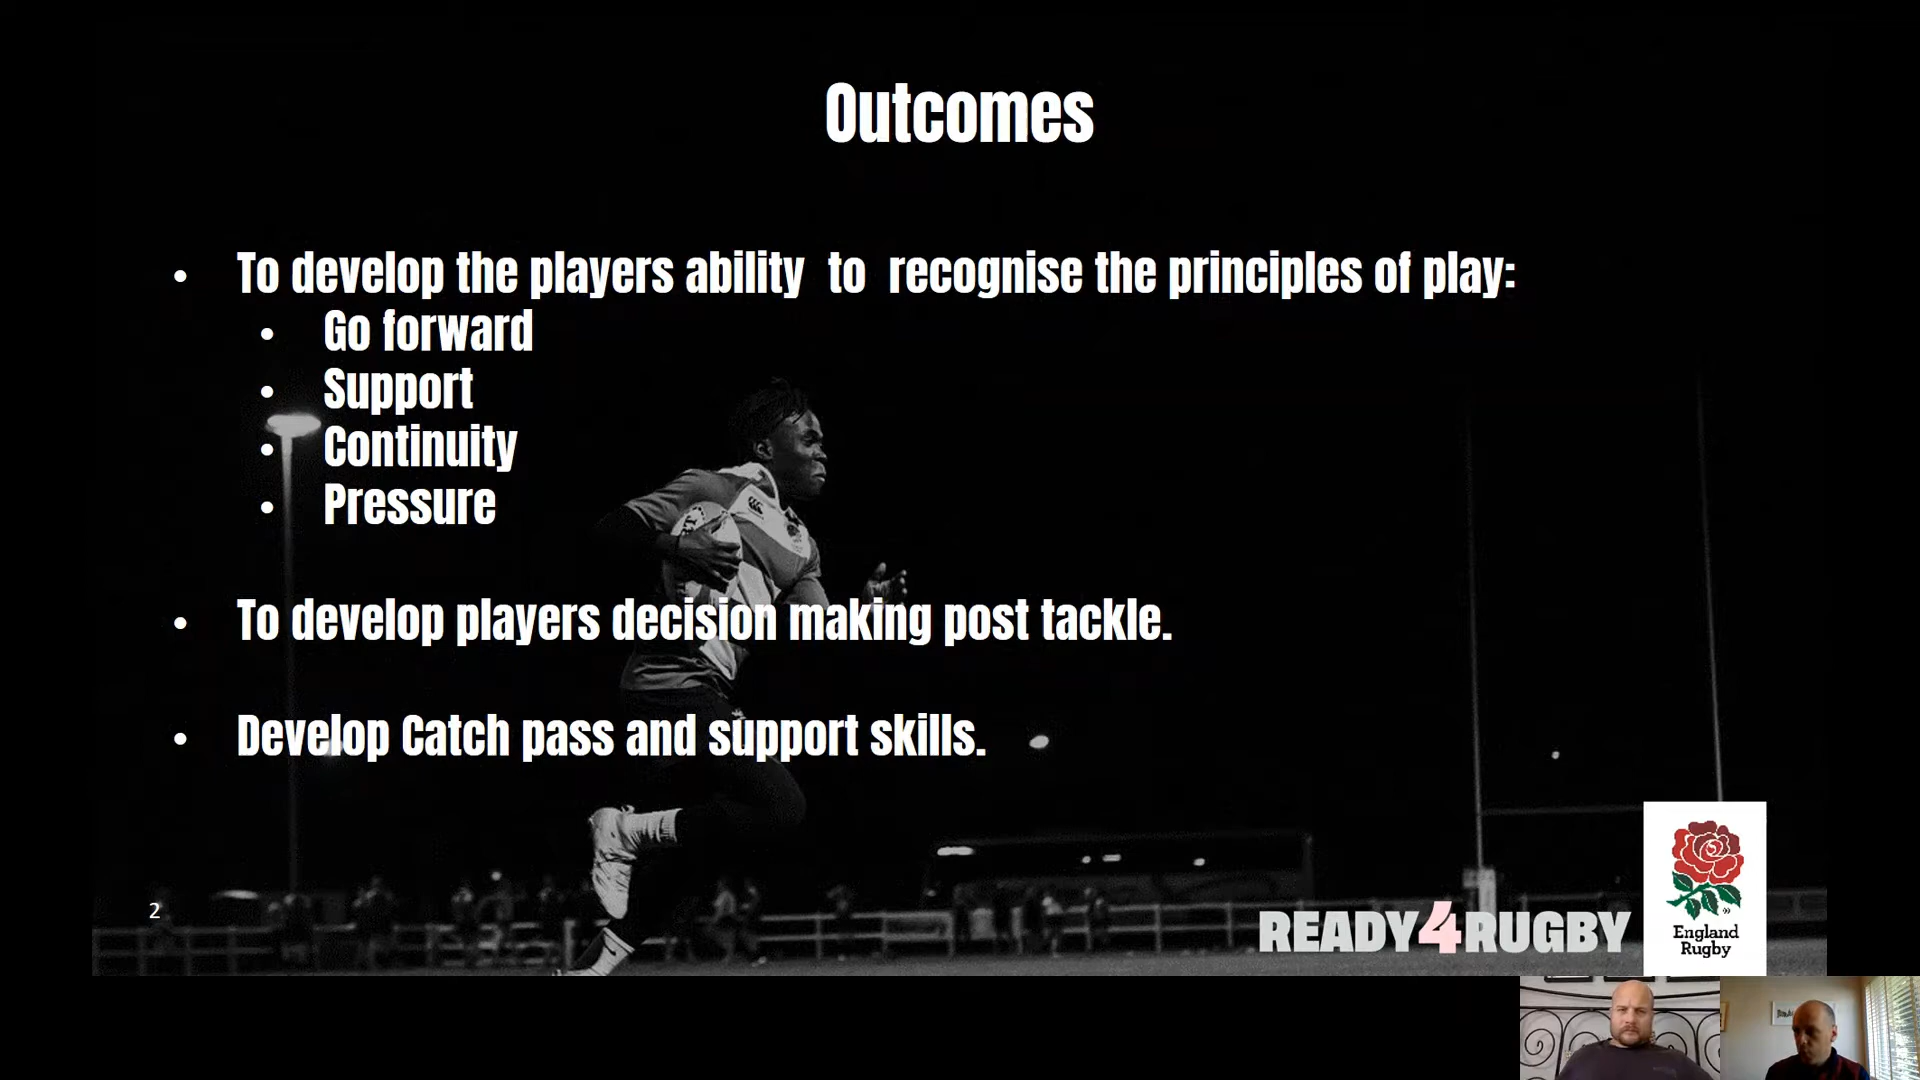 Outcomes
• To develop the players ability  to  recognise the principles of play:
• Go forward
• Support
• Continuity
• Pressure
• To develop players decision making post tackle.
• Develop Catch pass and support skills.
2
READY4RUGBY
England
Rugby